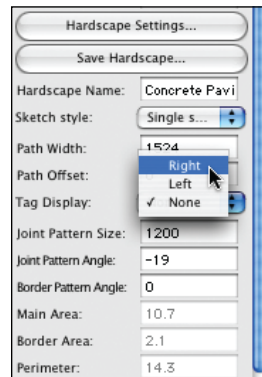 Hardscape Settings...
Save Hardscape...
Hardscape Name: Concrete Pavi
Sketch style: Single s...
Path Width: 1524
Right
Path Offset:
Left
Tag Display: ✓ None
Joint Pattern Size: 1200
Joint Pattern Angle: -19
Border Pattern Angle: 0
Main Area: 10.7
Border Area: 2.1
Perimeter: 14.3